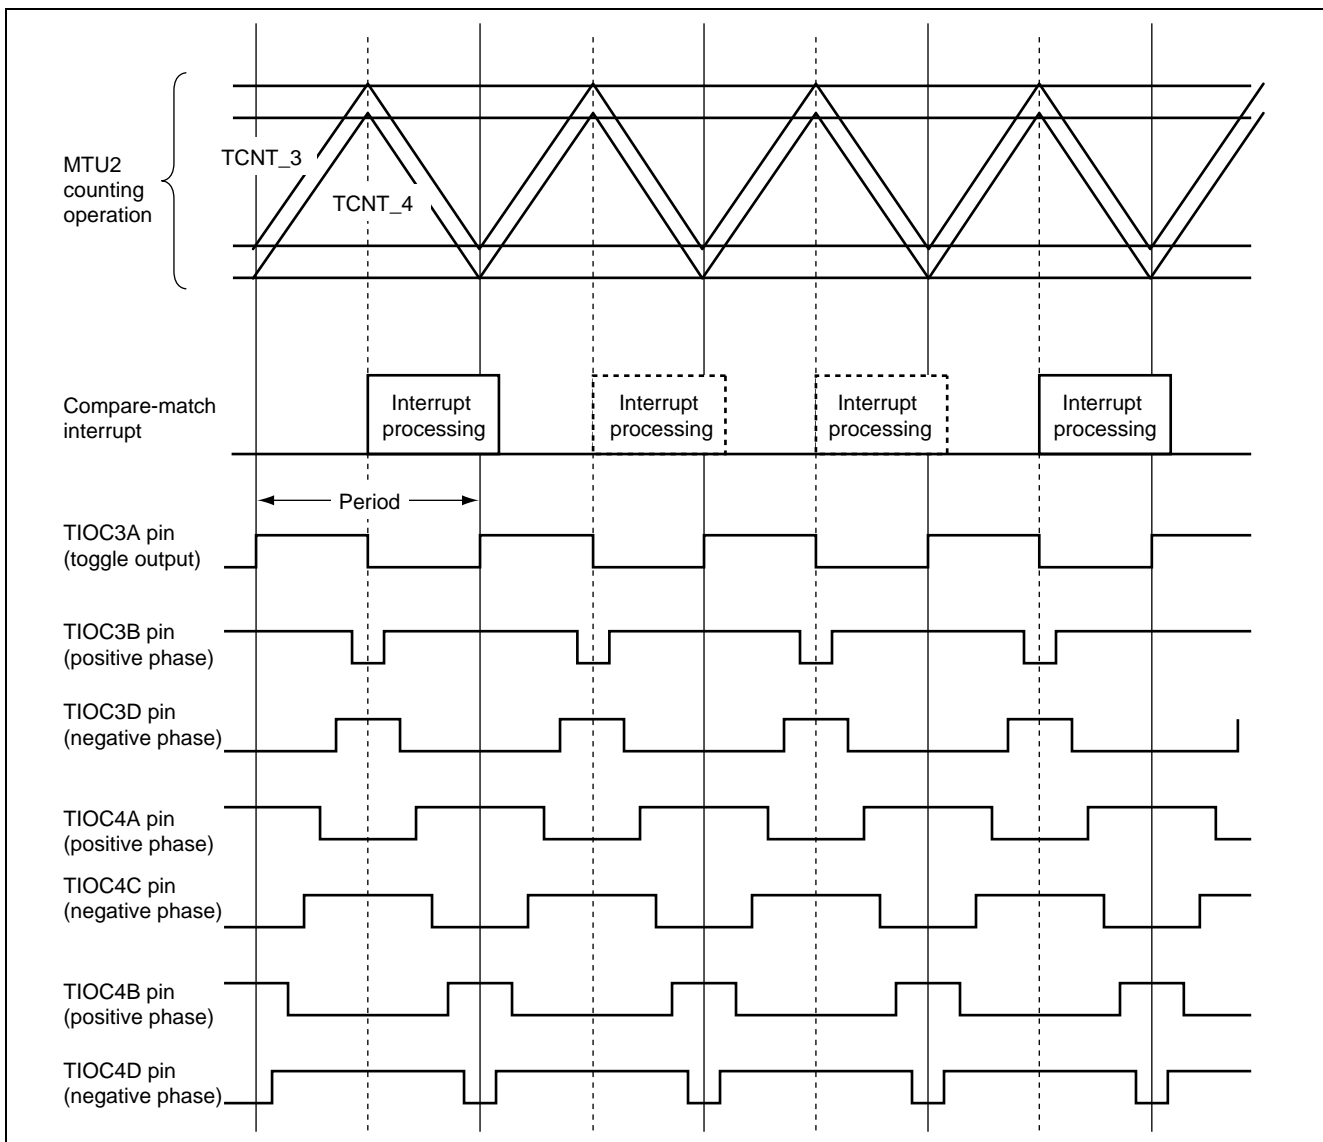 MTU2
counting
operation
TCNT_3
TCNT_4
Compare-match
interrupt
Interrupt
processing
Interrupt
processing
Interrupt
processing
Interrupt
processing
Period
TIOC3A pin
(toggle output)
TIOC3B pin
(positive phase)
TIOC3D pin
(negative phase)
TIOC4A pin
(positive phase)
TIOC4C pin
(negative phase)
TIOC4B pin
(positive phase)
TIOC4D pin
(negative phase)